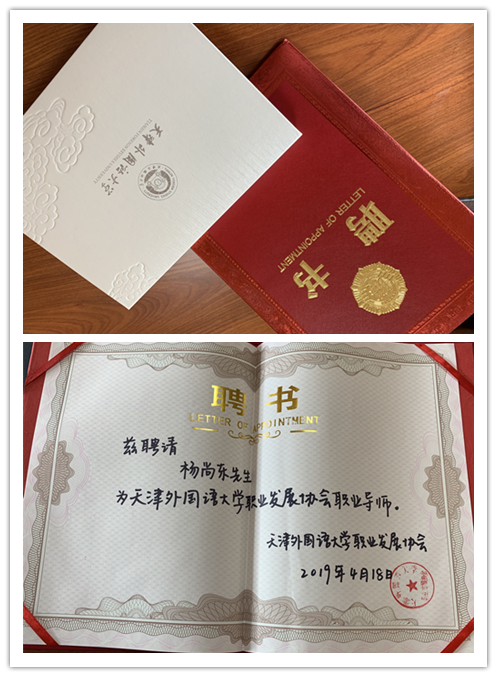 天津外国语大学
聘书
LETTER OF APPOINTMENT
聘书
LETTER OF APPOINTMENT
兹聘请
杨尚东先生
为天津外国语大学职业发展协会职业导师。
天津外国语大学职业发展协会
2019年4月18日